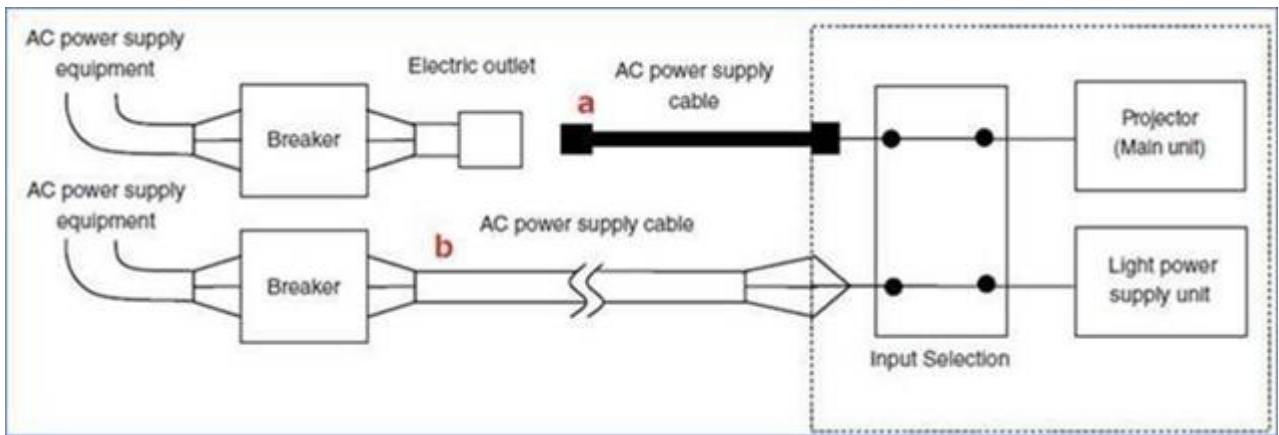 AC power supply
equipment
Breaker
Electric outlet
a
AC power supply
cable
Projector
(Main unit)
AC power supply
equipment
Breaker
b
AC power supply cable
Light power
supply unit
Input Selection